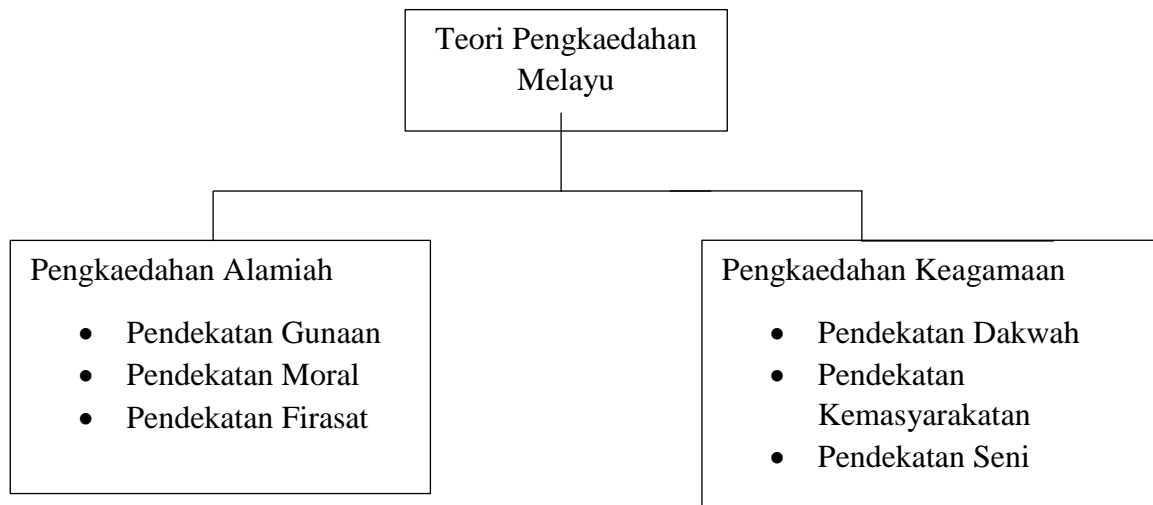 Teori Pengkaedahan
Melayu
Pengkaedahan Alamiah
• Pendekatan Gunaan
• Pendekatan Moral
• Pendekatan Firasat
Pengkaedahan Keagamaan
• Pendekatan Dakwah
• Pendekatan
Kemasyarakatan
• Pendekatan Seni